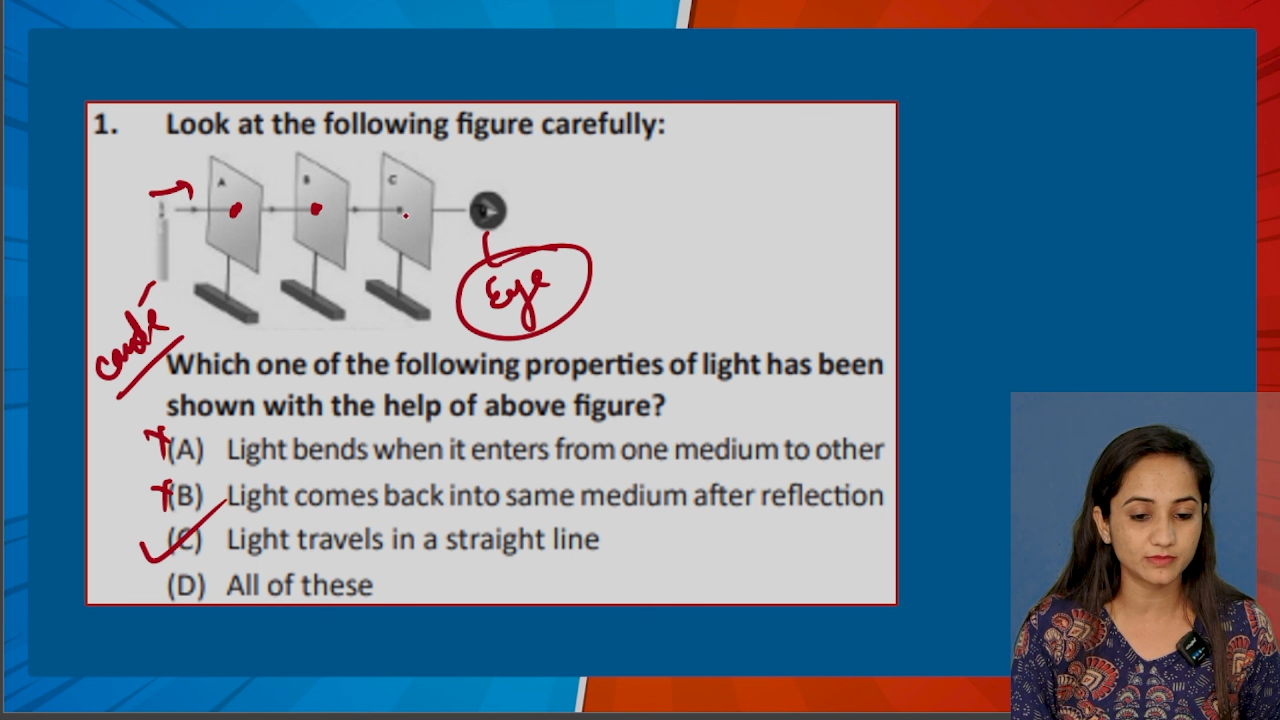 1. Look at the following figure carefully:
A
B
C
Eye
Candle
Which one of the following properties of light has been
shown with the help of above figure?
(A) Light bends when it enters from one medium to other
(B) Light comes back into same medium after reflection
(C) Light travels in a straight line
(D) All of these